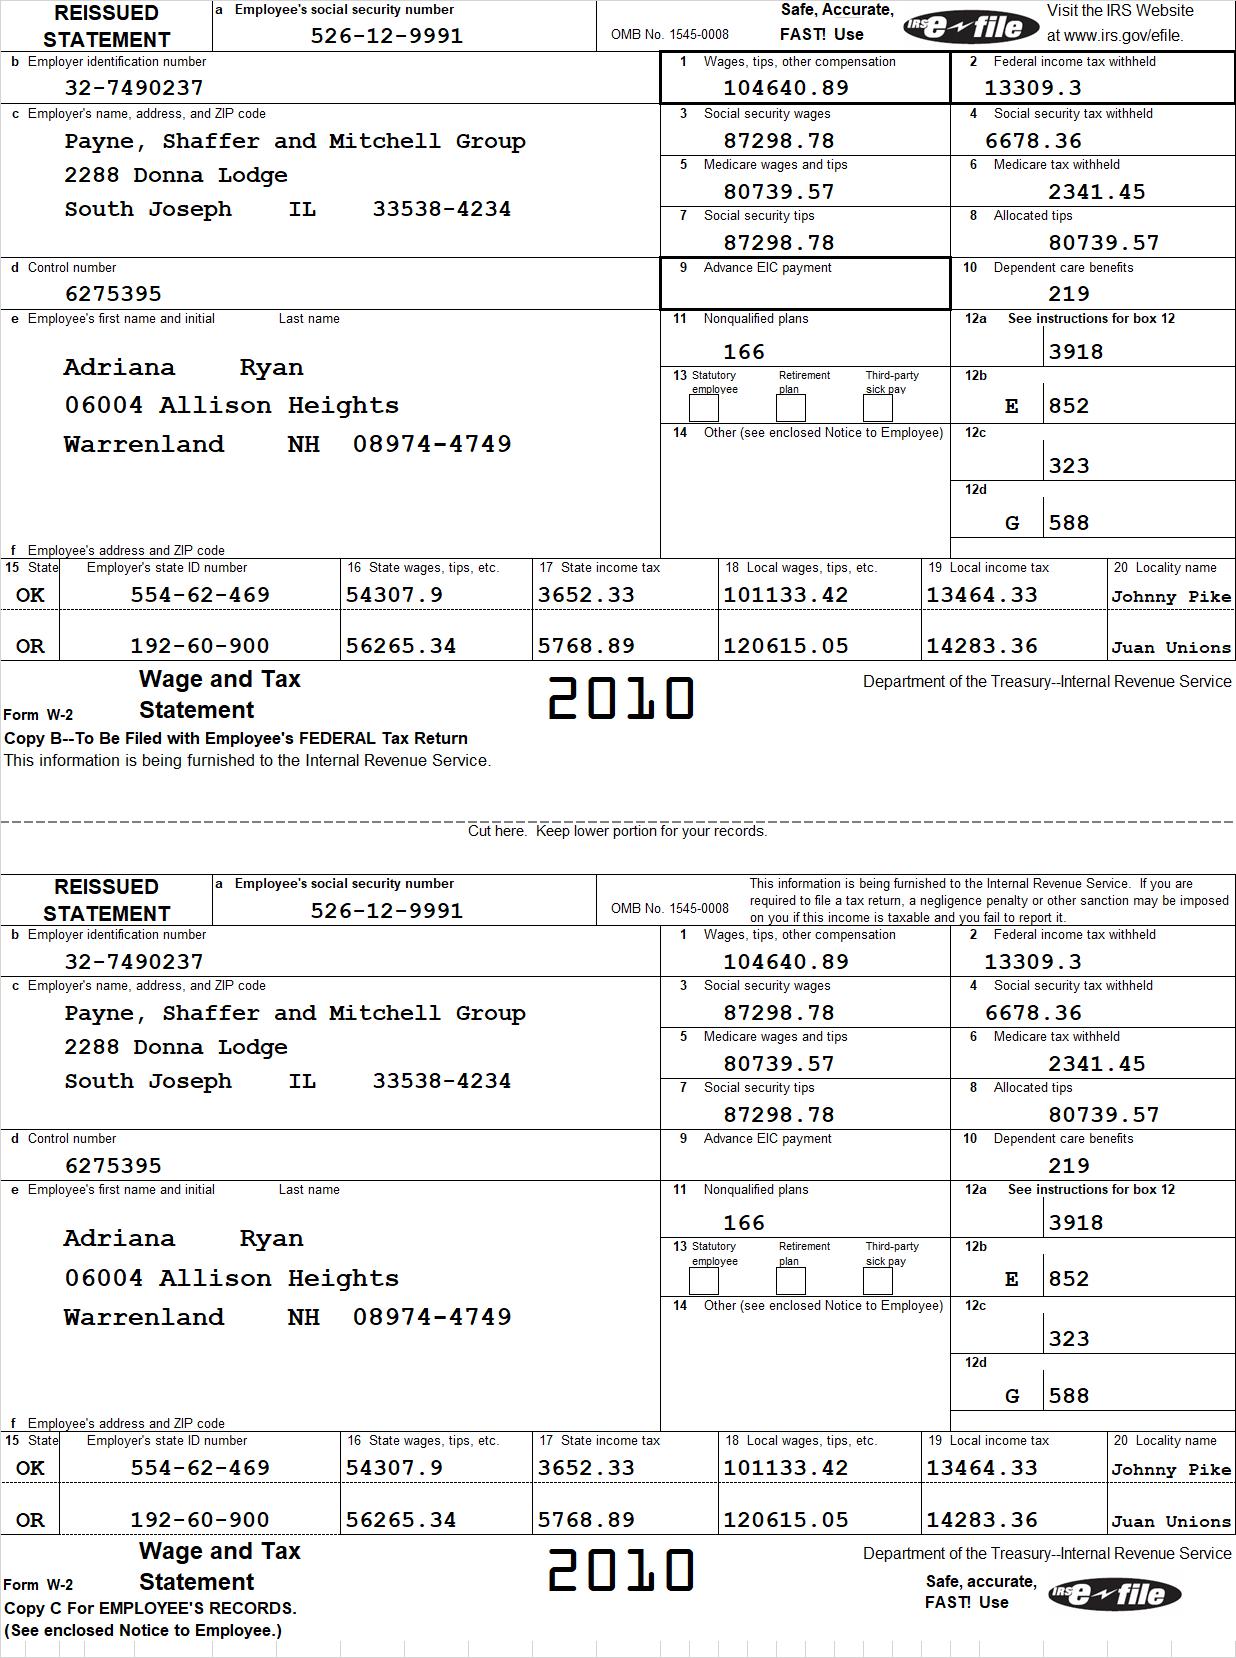 REISSUED STATEMENT
a Employee's social security number
526-12-9991
OMB No. 1545-0008
Safe, Accurate, FAST! Use
IRS e-file
Visit the IRS Website at www.irs.gov/efile.
b Employer identification number
32-7490237
1 Wages, tips, other compensation
104640.89
2 Federal income tax withheld
13309.3
c Employer's name, address, and ZIP code
Payne, Shaffer and Mitchell Group
2288 Donna Lodge
South Joseph IL 33538-4234
3 Social security wages
87298.78
4 Social security tax withheld
6678.36
5 Medicare wages and tips
80739.57
6 Medicare tax withheld
2341.45
7 Social security tips
87298.78
8 Allocated tips
80739.57
d Control number
6275395
9 Advance EIC payment
10 Dependent care benefits
219
e Employee's first name and initial Last name
Adriana Ryan
06004 Allison Heights
Warrenland NH 08974-4749
11 Nonqualified plans
166
12a See instructions for box 12
3918
13 Statutory employee Retirement plan Third-party sick pay
12b
E 852
14 Other (see enclosed Notice to Employee)
12c
323
12d
G 588
f Employee's address and ZIP code
15 State Employer's state ID number 16 State wages, tips, etc. 17 State income tax 18 Local wages, tips, etc. 19 Local income tax 20 Locality name
OK 554-62-469 54307.9 3652.33 101133.42 13464.33 Johnny Pike
OR 192-60-900 56265.34 5768.89 120615.05 14283.36 Juan Unions
Form W-2
Wage and Tax Statement
2010
Department of the Treasury--Internal Revenue Service
Copy B--To Be Filed with Employee's FEDERAL Tax Return
This information is being furnished to the Internal Revenue Service.
Cut here. Keep lower portion for your records.
REISSUED STATEMENT
a Employee's social security number
526-12-9991
OMB No. 1545-0008
This information is being furnished to the Internal Revenue Service. If you are
required to file a tax return, a negligence penalty or other sanction may be imposed
on you if this income is taxable and you fail to report it.
b Employer identification number
32-7490237
1 Wages, tips, other compensation
104640.89
2 Federal income tax withheld
13309.3
c Employer's name, address, and ZIP code
Payne, Shaffer and Mitchell Group
2288 Donna Lodge
South Joseph IL 33538-4234
3 Social security wages
87298.78
4 Social security tax withheld
6678.36
5 Medicare wages and tips
80739.57
6 Medicare tax withheld
2341.45
7 Social security tips
87298.78
8 Allocated tips
80739.57
d Control number
6275395
9 Advance EIC payment
10 Dependent care benefits
219
e Employee's first name and initial Last name
Adriana Ryan
06004 Allison Heights
Warrenland NH 08974-4749
11 Nonqualified plans
166
12a See instructions for box 12
3918
13 Statutory employee Retirement plan Third-party sick pay
12b
E 852
14 Other (see enclosed Notice to Employee)
12c
323
12d
G 588
f Employee's address and ZIP code
15 State Employer's state ID number 16 State wages, tips, etc. 17 State income tax 18 Local wages, tips, etc. 19 Local income tax 20 Locality name
OK 554-62-469 54307.9 3652.33 101133.42 13464.33 Johnny Pike
OR 192-60-900 56265.34 5768.89 120615.05 14283.36 Juan Unions
Form W-2
Wage and Tax Statement
2010
Department of the Treasury--Internal Revenue Service
Safe, accurate, FAST! Use
IRS e-file
Copy C For EMPLOYEE'S RECORDS.
(See enclosed Notice to Employee.)